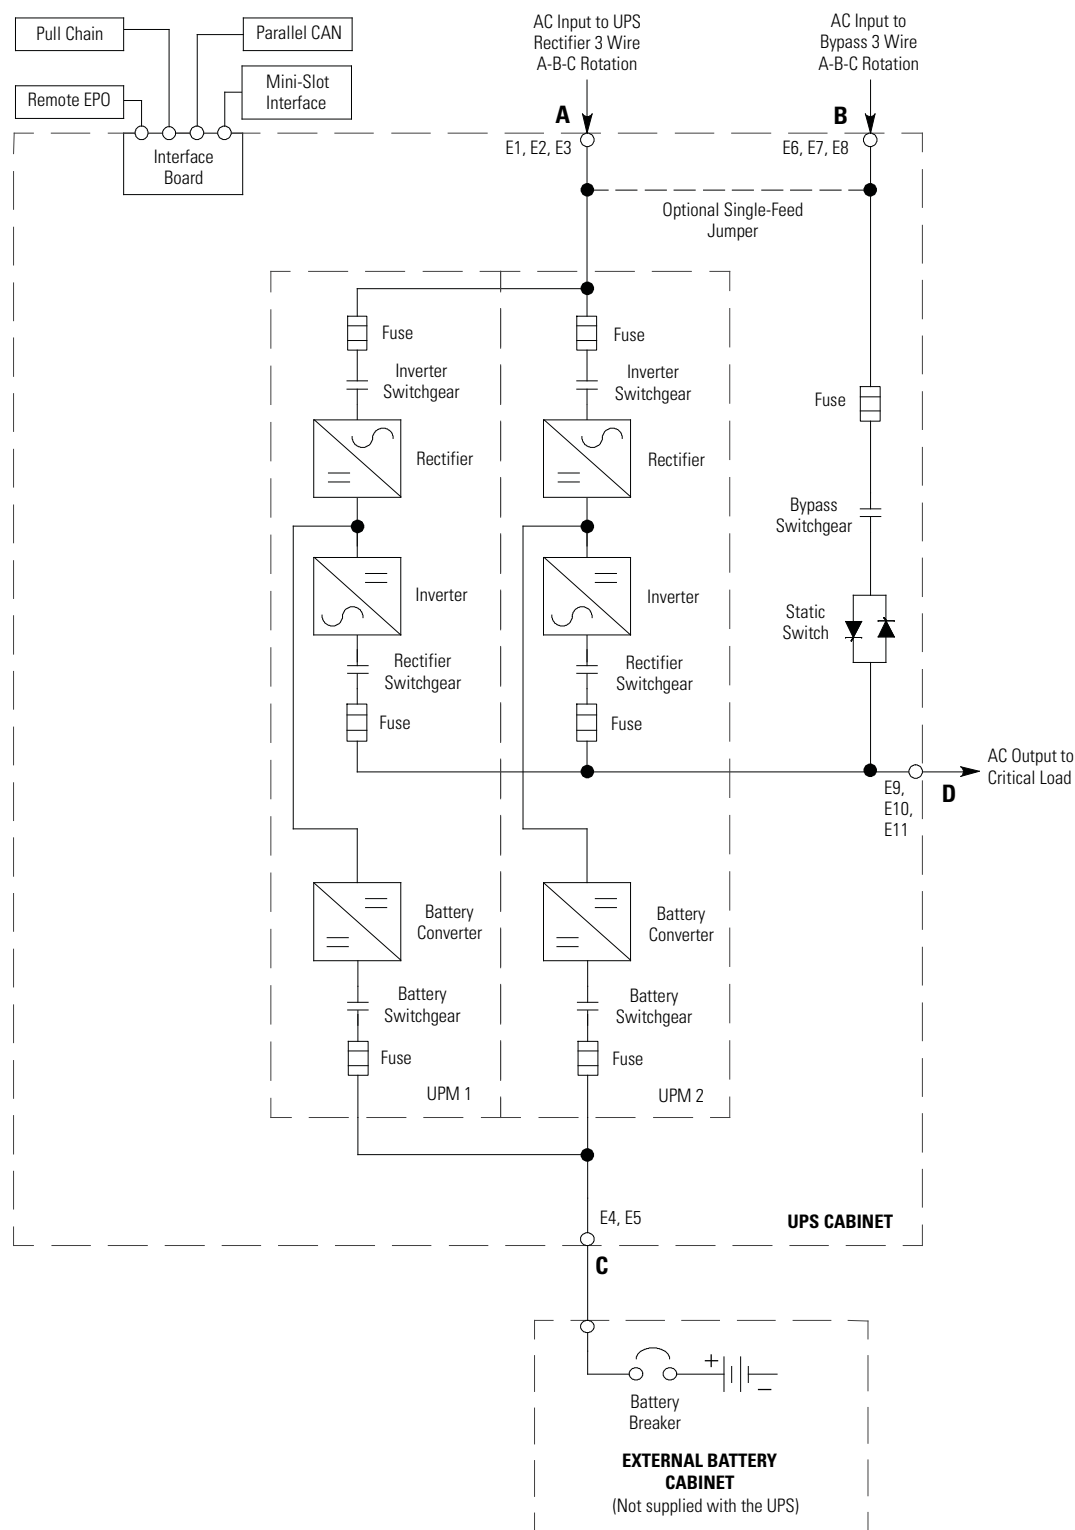 Pull Chain
Parallel CAN
Remote EPO
Mini-Slot
Interface
Interface
Board
AC Input to UPS
Rectifier 3 Wire
A-B-C Rotation
AC Input to
Bypass 3 Wire
A-B-C Rotation
A
B
E1, E2, E3
E6, E7, E8
Optional Single-Feed
Jumper
Fuse
Fuse
Inverter
Switchgear
Inverter
Switchgear
Fuse
Rectifier
Rectifier
Bypass
Switchgear
Inverter
Inverter
Static
Switch
Rectifier
Switchgear
Rectifier
Switchgear
Fuse
Fuse
AC Output to
Critical Load
E9,
E10,
E11
D
Battery
Converter
Battery
Converter
Battery
Switchgear
Battery
Switchgear
Fuse
Fuse
UPM 1
UPM 2
E4, E5
UPS CABINET
C
+
–
Battery
Breaker
EXTERNAL BATTERY
CABINET
(Not supplied with the UPS)